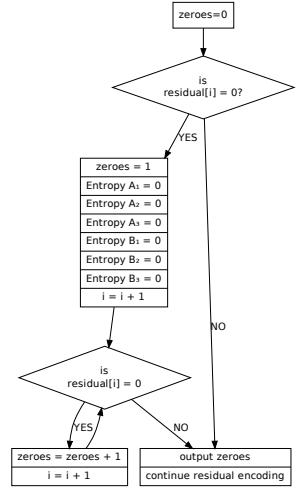 zeroes=0
is
residual[i] = 0?
YES
zeroes = 1
Entropy A₁ = 0
Entropy A₂ = 0
Entropy A₃ = 0
Entropy B₁ = 0
Entropy B₂ = 0
Entropy B₃ = 0
i = i + 1
NO
is
residual[i] = 0
YES
NO
zeroes = zeroes + 1
i = i + 1
output zeroes
continue residual encoding